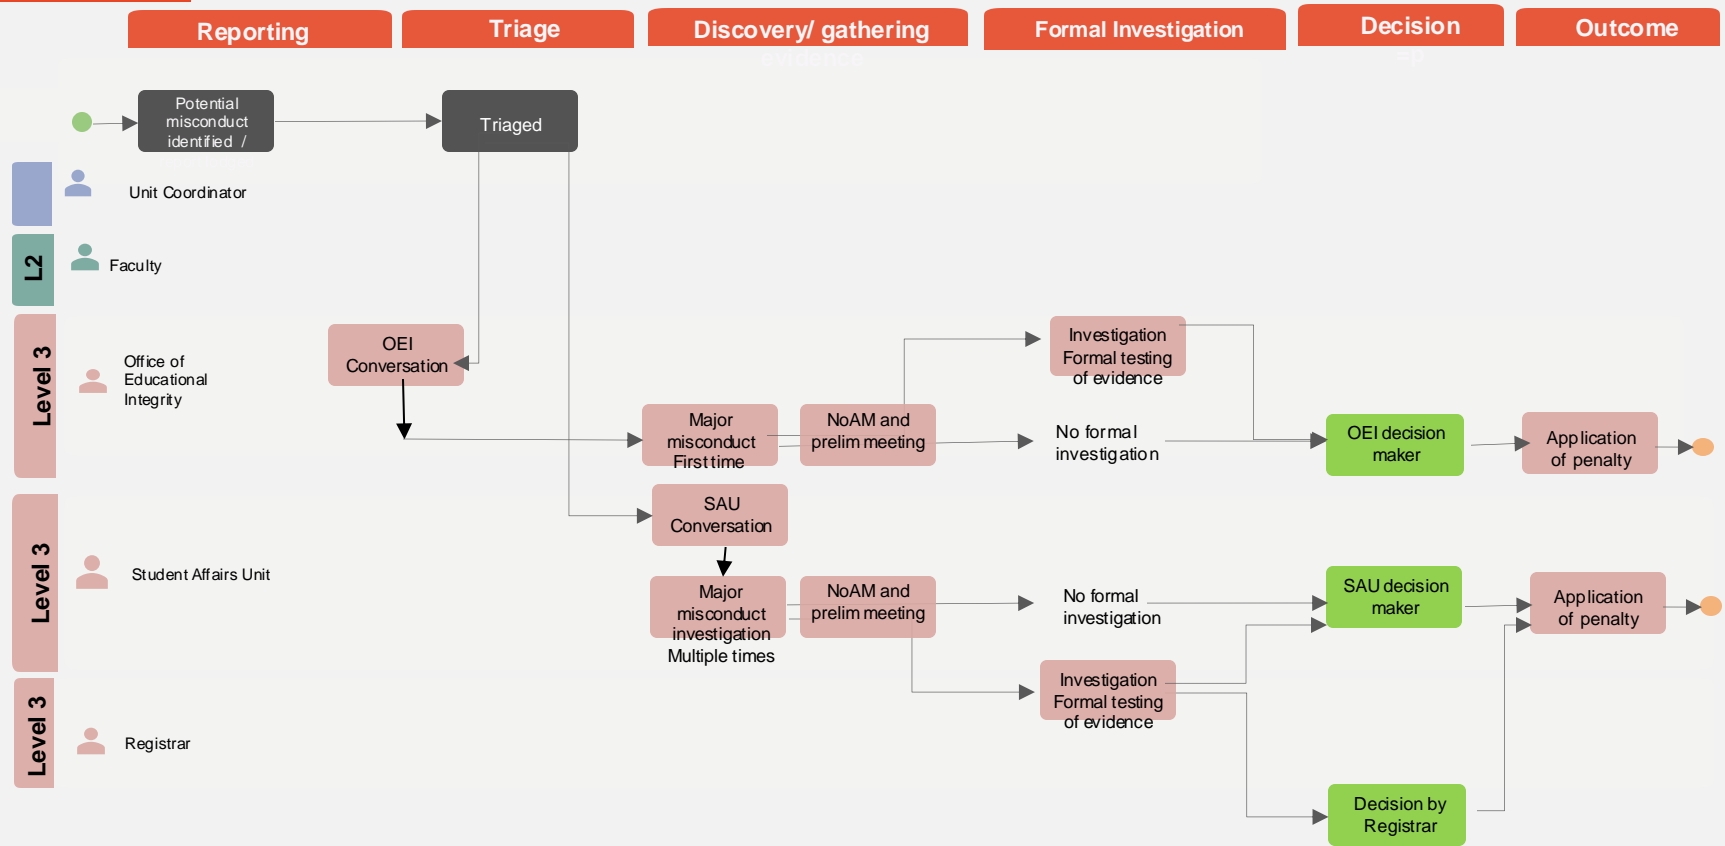 Reporting
Triage
Discovery/ gathering
evidence
Formal Investigation
Decision
Outcome
Potential
misconduct
identified /
Triaged
Unit Coordinator
L2
Faculty
Level 3
Office of
Educational
Integrity
OEI
Conversation
Major
misconduct
First time
NoAM and
prelim meeting
Investigation
Formal testing
of evidence
No formal
investigation
OEI decision
maker
Application
of penalty
Level 3
Student Affairs Unit
SAU
Conversation
Major
misconduct
investigation
Multiple times
NoAM and
prelim meeting
No formal
investigation
SAU decision
maker
Application
of penalty
Level 3
Registrar
Investigation
Formal testing
of evidence
Decision by
Registrar